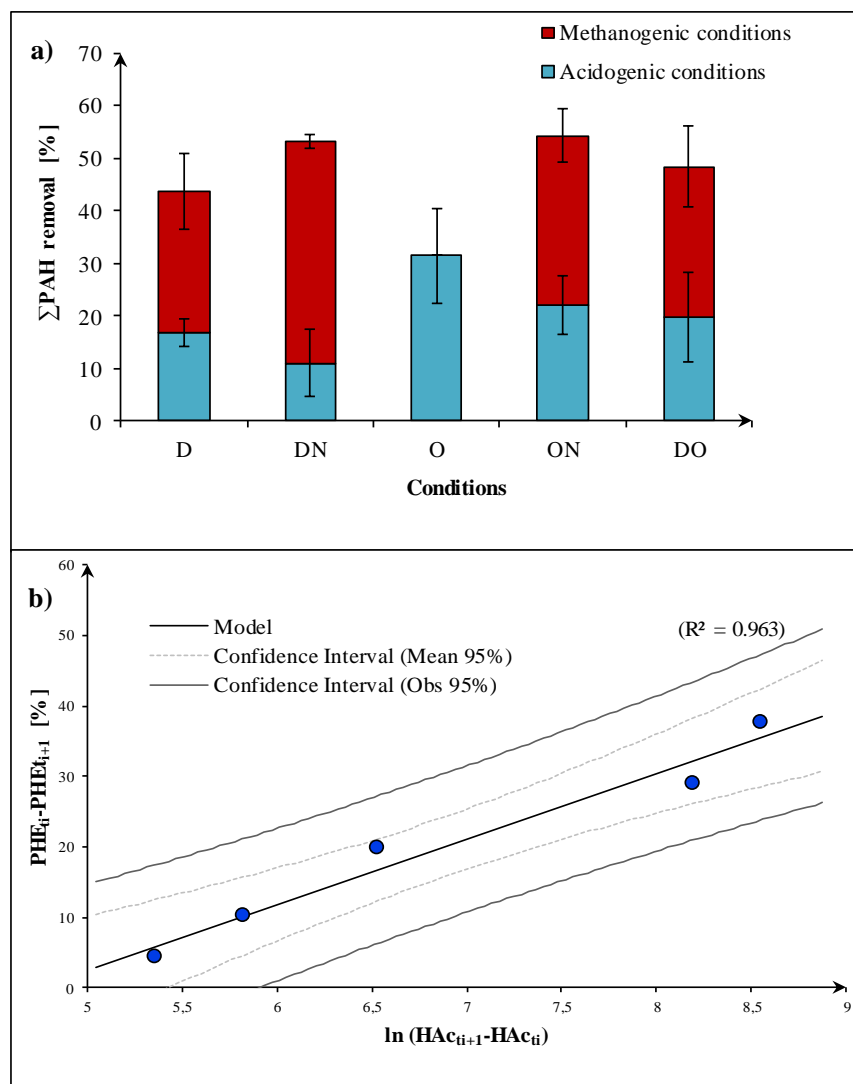 a)
Methanogenic conditions
Acidogenic conditions
∑PAH removal [%]
70
60
50
40
30
20
10
0
D DN O ON DO
Conditions
b)
Model
Confidence Interval (Mean 95%)
Confidence Interval (Obs 95%)
(R² = 0.963)
PHEti-PHEti+1 [%]
60
50
40
30
20
10
0
5 5,5 6 6,5 7 7,5 8 8,5 9
ln (HActi+1-HActi)